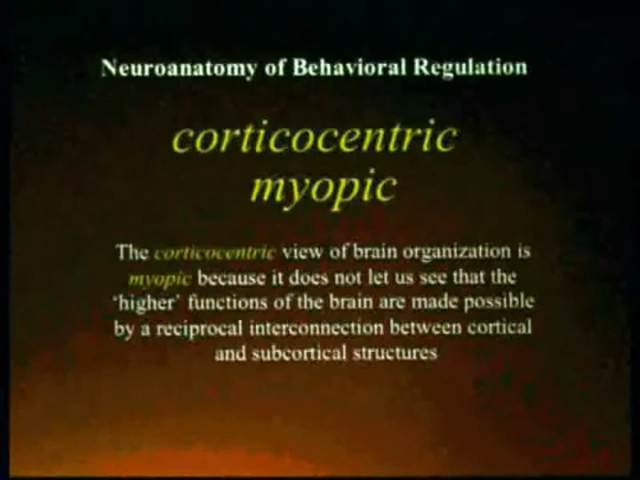 Neuroanatomy of Behavioral Regulation
corticocentric
myopic
The corticocentric view of brain organization is
myopic because it does not let us see that the
‘higher’ functions of the brain are made possible
by a reciprocal interconnection between cortical
and subcortical structures